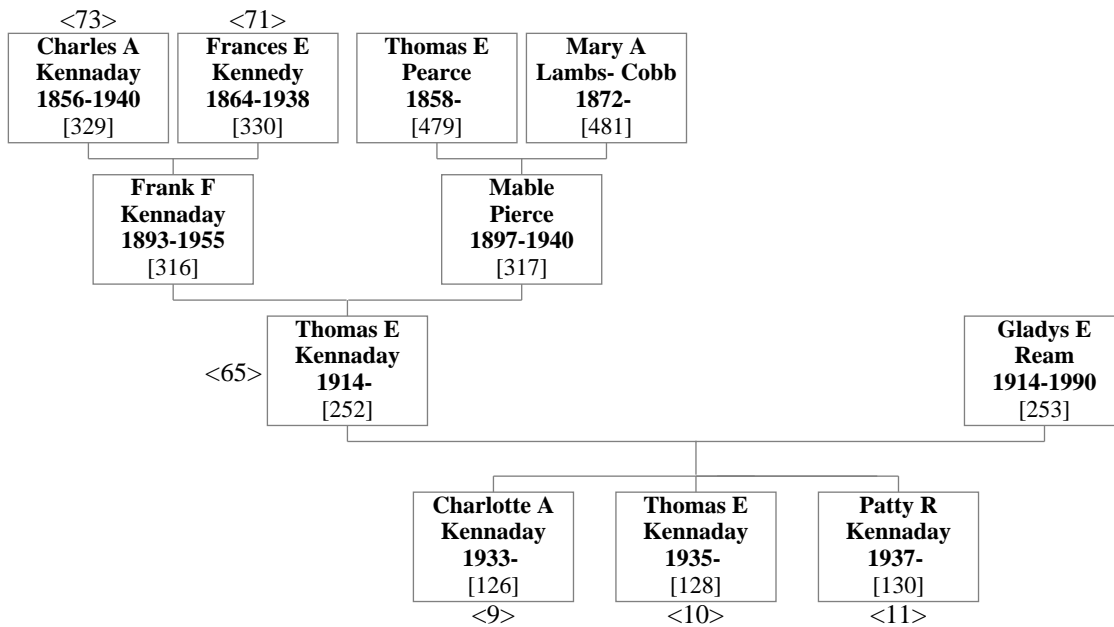 <73>
Charles A
Kennaday
1856-1940
[329]
<71>
Frances E
Kennedy
1864-1938
[330]
Thomas E
Pearce
1858-
[479]
Mary A
Lambs- Cobb
1872-
[481]
Frank F
Kennaday
1893-1955
[316]
Mable
Pierce
1897-1940
[317]
<65>
Thomas E
Kennaday
1914-
[252]
Gladys E
Ream
1914-1990
[253]
Charlotte A
Kennaday
1933-
[126]
<9>
Thomas E
Kennaday
1935-
[128]
<10>
Patty R
Kennaday
1937-
[130]
<11>